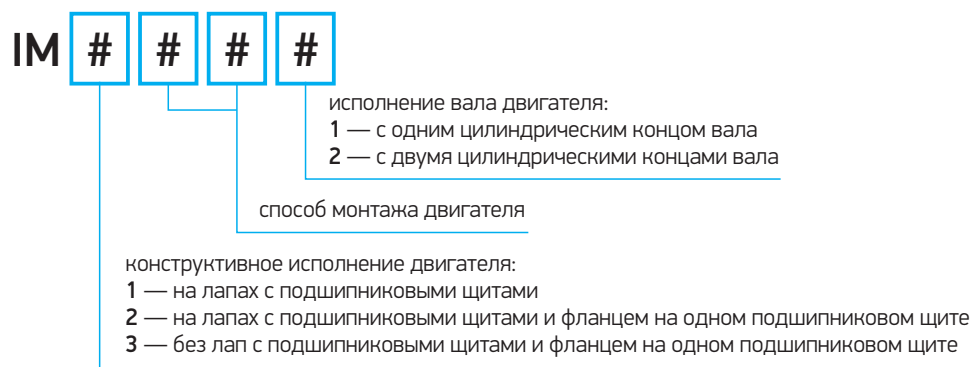 IM # # # #
исполнение вала двигателя:
1 — с одним цилиндрическим концом вала
2 — с двумя цилиндрическими концами вала
способ монтажа двигателя
конструктивное исполнение двигателя:
1 — на лапах с подшипниковыми щитами
2 — на лапах с подшипниковыми щитами и фланцем на одном подшипниковом щите
3 — без лап с подшипниковыми щитами и фланцем на одном подшипниковом щите